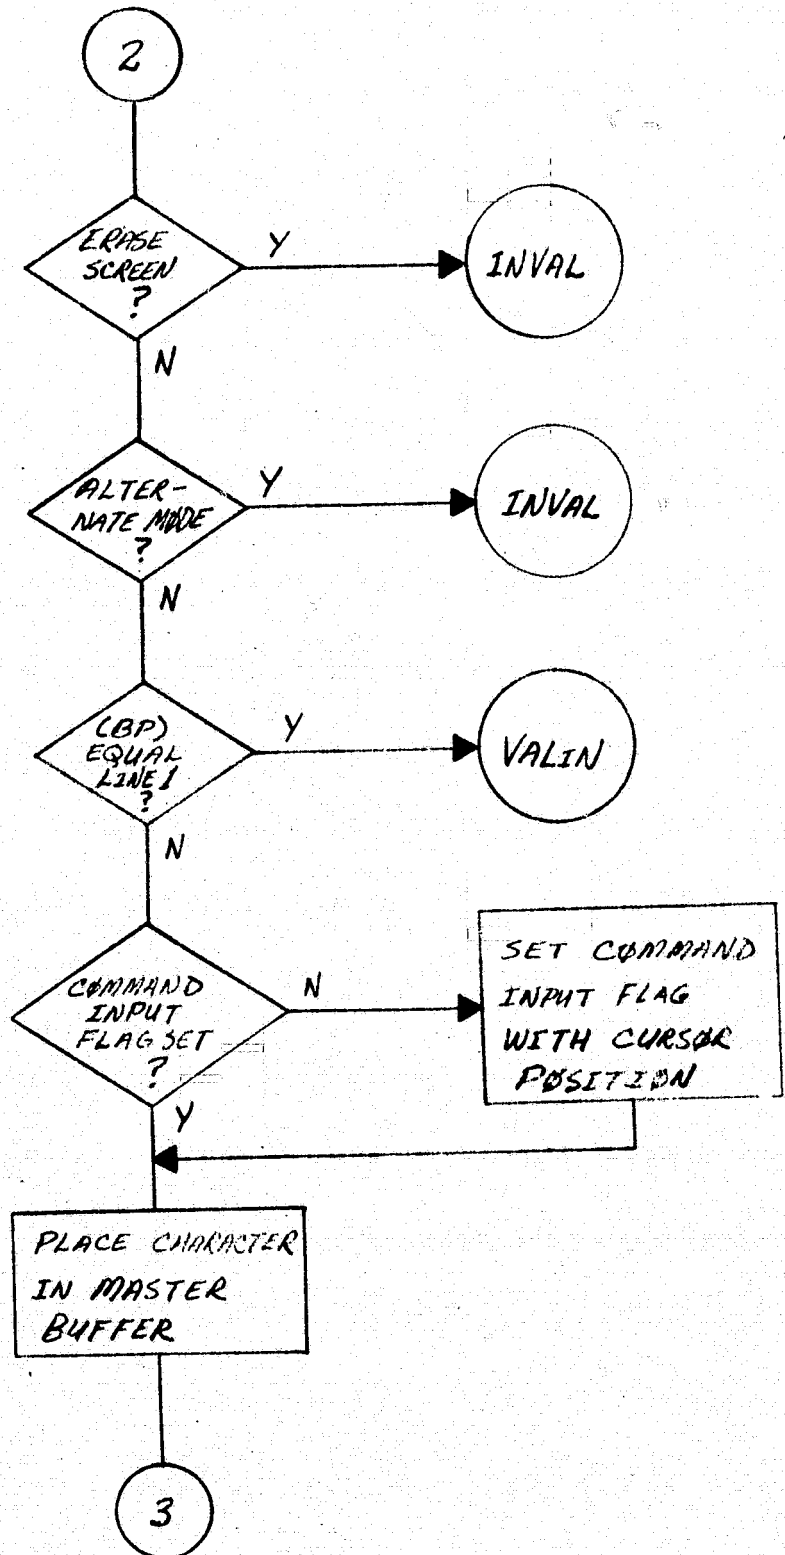 2
ERASE
SCREEN
?
Y
INVAL
N
ALTER-
NATE MØDE
?
Y
INVAL
N
(BP)
EQUAL
LINE 1
?
Y
VALIN
N
CØMMAND
INPUT
FLAG SET
?
N
SET CØMMAND
INPUT FLAG
WITH CURSØR
PØSITIØN
Y
PLACE CHARACTER
IN MASTER
BUFFER
3